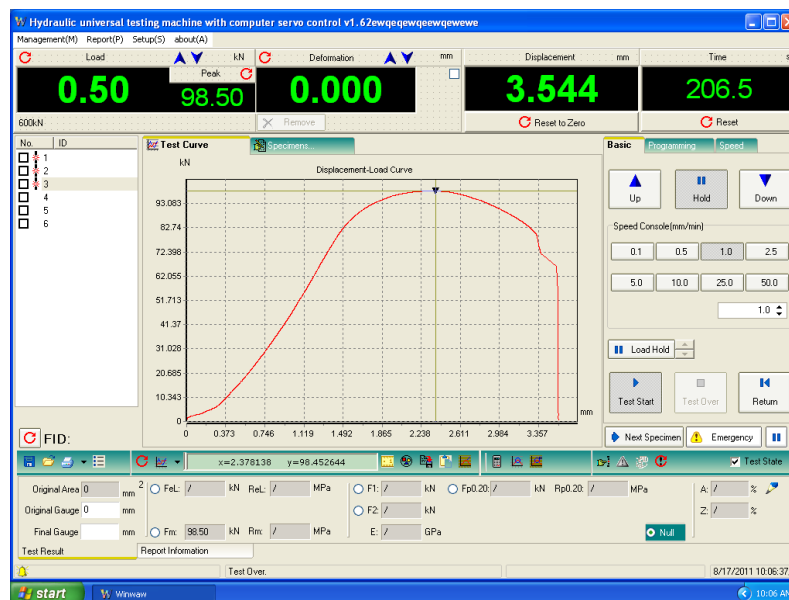 Hydraulic universal testing machine with computer servo control v1.62ewqeqewqeewqewewe
Management(M) Report(P) Setup(S) about(A)
Load kN Deformation mm Displacement mm Time s
Peak
0.50 98.50 0.000 3.544 206.5
600kN Remove Reset to Zero Reset
No. ID
1
2
3
4
5
6
Test Curve Specimens...
kN
Displacement-Load Curve
93.083
82.74
72.398
62.055
51.713
41.37
31.028
20.685
10.343
0
mm
0 0.373 0.746 1.119 1.492 1.865 2.238 2.611 2.984 3.357
Basic Programming Speed
Up Hold Down
Speed Console(mm/min)
0.1 0.5 1.0 2.5
5.0 10.0 25.0 50.0
1.0
Load Hold
Test Start Test Over Return
FID: Next Specimen Emergency
x=2.378138 y=98.452644 Test State
Original Area 0 mm 2 FeL: / kN ReL: / MPa F1: / kN Fp0.20: / kN Rp0.20: / MPa A: / %
Original Gauge 0 mm F2: / kN Z: / %
Final Gauge mm Fm: 98.50 kN Rm: / MPa E: / GPa Null
Test Result Report Information
Test Over. 8/17/2011 10:06:37
start Winwaw 10:06 AM